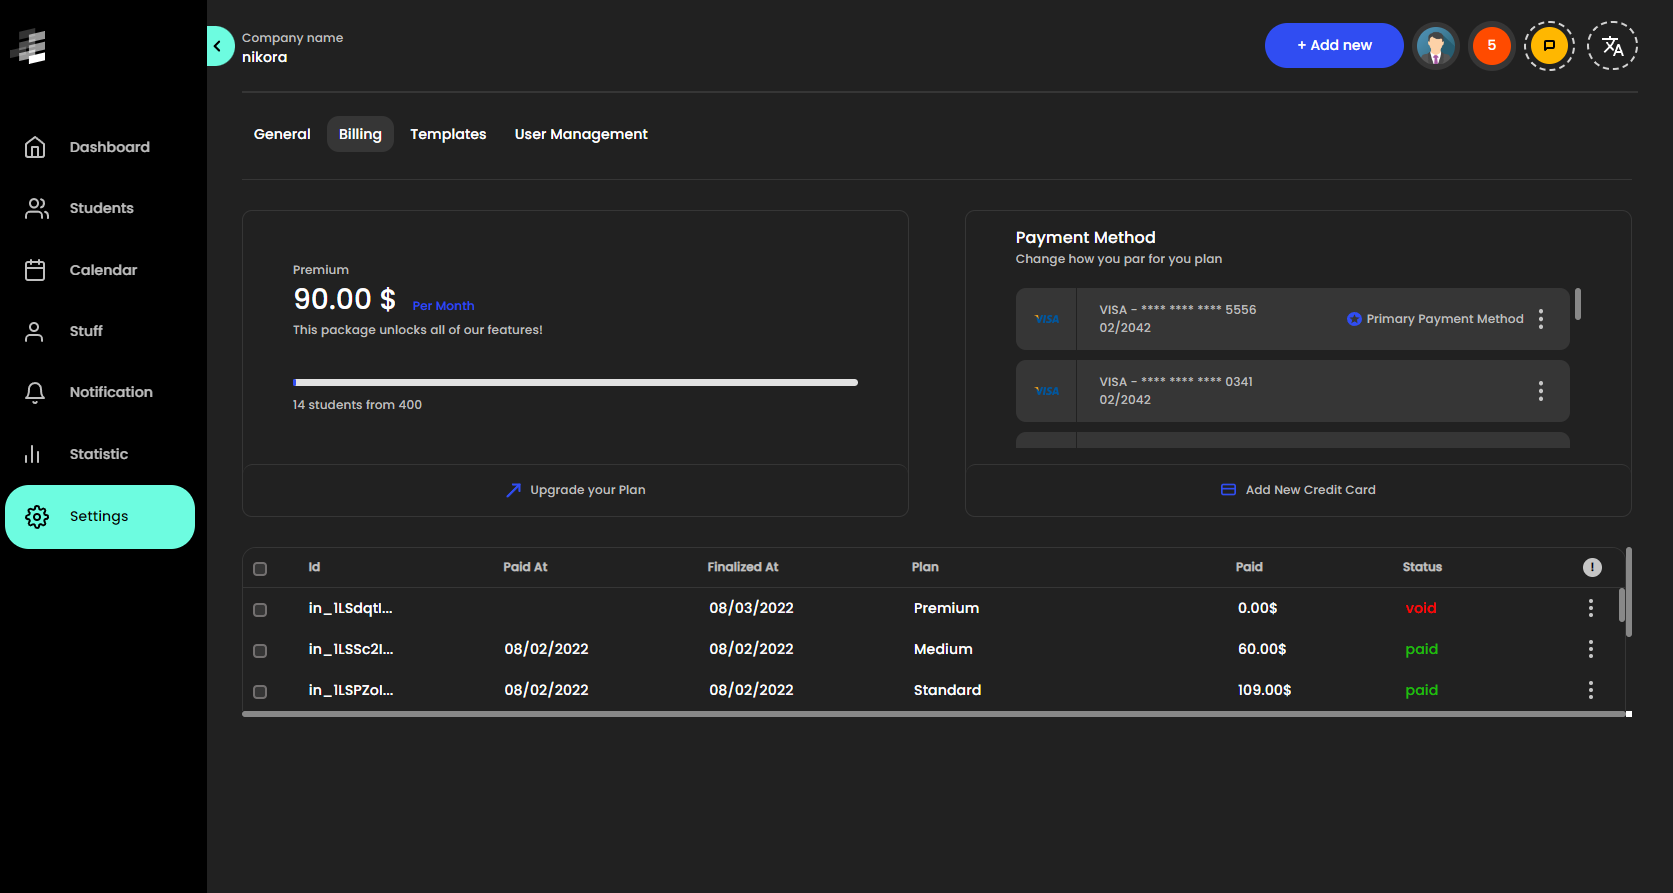 Company name
nikora
+ Add new
5
Dashboard
Students
Calendar
Stuff
Notification
Statistic
Settings
General Billing Templates User Management
Premium
90.00 $ Per Month
This package unlocks all of our features!
14 students from 400
Upgrade your Plan
Payment Method
Change how you par for you plan
VISA
VISA - **** **** **** 5556
02/2042
Primary Payment Method
VISA
VISA - **** **** **** 0341
02/2042
Add New Credit Card
Id Paid At Finalized At Plan Paid Status !
in_1LSdqtI... 08/03/2022 Premium 0.00$ void
in_1LSSc2I... 08/02/2022 08/02/2022 Medium 60.00$ paid
in_1LSPZoI... 08/02/2022 08/02/2022 Standard 109.00$ paid